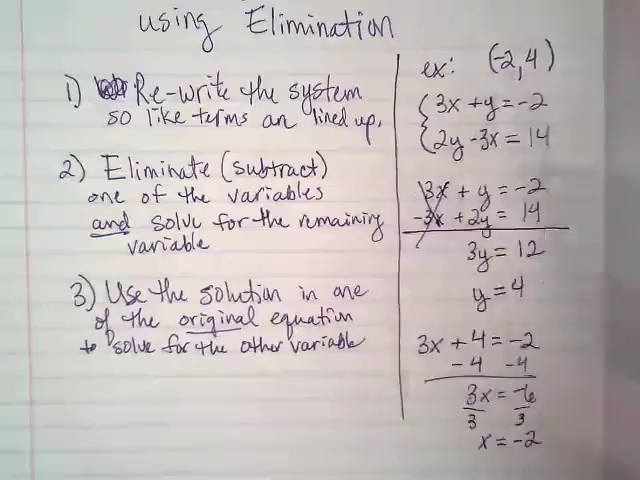 using Elimination
1) Re-write the system
so like terms are lined up.
2) Eliminate (subtract)
one of the variables
and solve for the remaining
variable
3) Use the solution in one
of the original equation
to solve for the other variable
ex: (-2,4)
3x + y = -2
2y - 3x = 14
3x + y = -2
-3x + 2y = 14
3y = 12
y = 4
3x + 4 = -2
-4 -4
3x = -6
3 3
x = -2